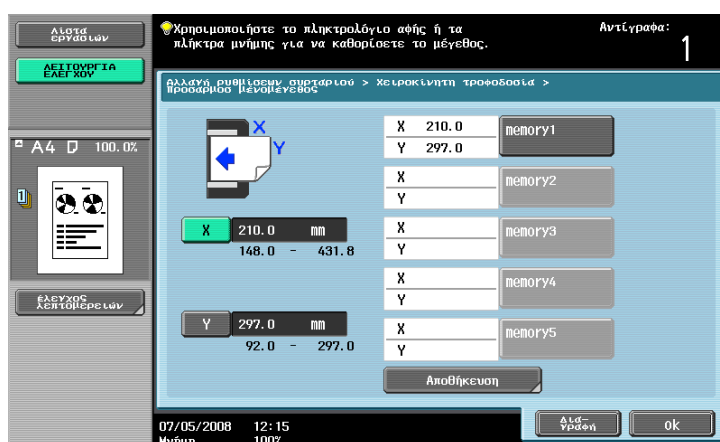 Λίστα
εργασιών
Χρησιμοποιήστε το πληκτρολόγιο αφής ή τα
πλήκτρα μνήμης για να καθορίσετε το μέγεθος.
Αντίγραφα:
1
ΛΕΙΤΟΥΡΓΙΑ
ΕΛΕΓΧΟΥ
Αλλαγή ρυθμίσεων συρταριού > Χειροκίνητη τροφοδοσία >
Προσαρμοσμένομέγεθος
A4 100.0%
1
X
Y
X 210.0
Y 297.0
memory1
X
Y
memory2
X 210.0 mm
148.0 - 431.8
X
Y
memory3
X
Y
memory4
έλεγχος
λεπτομερειών
Y 297.0 mm
92.0 - 297.0
X
Y
memory5
Αποθήκευση
07/05/2008 12:15
Μνήμη 100%
Δια-
γραφή
ok